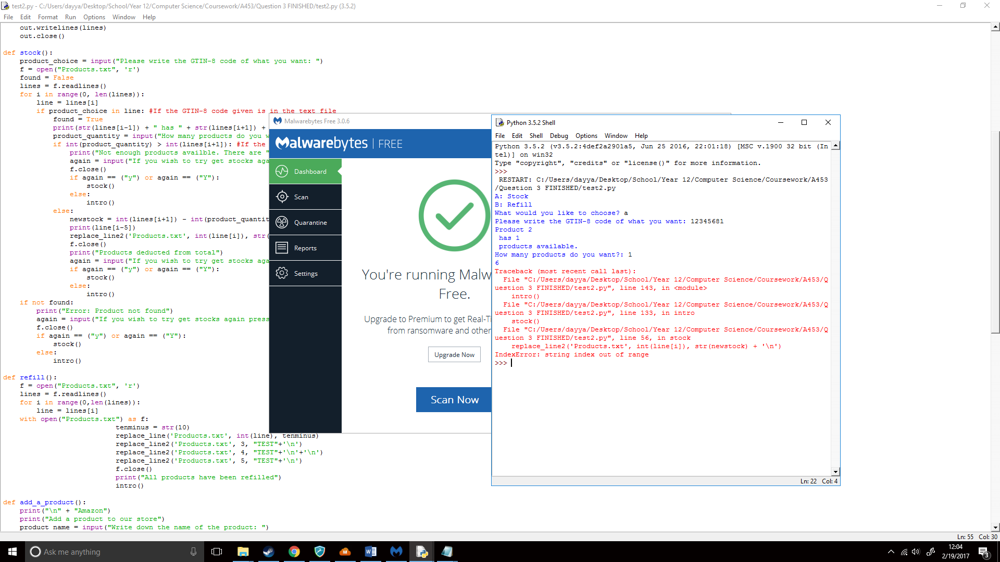 test2.py - C:/Users/dayya/Desktop/School/Year 12/Computer Science/Coursework/A453/Question 3 FINISHED/test2.py (3.5.2)
File Edit Format Run Options Window Help
    out.writelines(lines)
    out.close()
def stock():
    product_choice = input("Please write the GTIN-8 code of what you want: ")
    f = open("Products.txt", 'r')
    found = False
    lines = f.readlines()
    for i in range(0, len(lines)):
        line = lines[i]
        if product_choice in line: #If the GTIN-8 code given is in the text file
            found = True
            print(str(lines[i-1]) + " has " + str(lines[i+1]) +
            product_quantity = input("How many products do you w
            if int(product_quantity) > int(lines[i+1]): #If the
                print("Not enough products availble. There are "
                again = input("If you wish to try get stocks aga
                f.close()
                if again == ("y") or again == ("Y"):
                    stock()
                else:
                    intro()
            else:
                newstock = int(lines[i+1]) - int(product_quantit
                print(line[i-5])
                replace_line2('Products.txt', int(line[i]), str(
                f.close()
                print("Products deducted from total")
                again = input("If you wish to try get stocks aga
                if again == ("y") or again == ("Y"):
                    stock()
                else:
                    intro()
    if not found:
        print("Error: Product not found")
        again = input("If you wish to try get stocks again press
        f.close()
        if again == ("y") or again == ("Y"):
            stock()
        else:
            intro()
def refill():
    f = open("Products.txt", 'r')
    lines = f.readlines()
    for i in range(0,len(lines)):
        line = lines[i]
    with open("Products.txt") as f:
                           tenminus = str(10)
                           replace_line('Products.txt', int(line), tenminus)
                           replace_line2('Products.txt', 3, "TEST"+'\n')
                           replace_line2('Products.txt', 4, "TEST"+'\n'+'\n')
                           replace_line2('Products.txt', 5, "TEST"+'\n')
                           f.close()
                           print("All products have been refilled")
                           intro()
def add_a_product():
    print("\n" + "Amazon")
    print("Add a product to our store")
    product_name = input("Write down the name of the product: ")
Ln: 55 Col: 30
Malwarebytes Free 3.0.6
Malwarebytes | FREE
Dashboard
Scan
Quarantine
Reports
Settings
You're running Malw
Free.
Upgrade to Premium to get Real-Ti
from ransomware and other
Upgrade Now
Scan Now
Python 3.5.2 Shell
File Edit Shell Debug Options Window Help
Python 3.5.2 (v3.5.2:4def2a2901a5, Jun 25 2016, 22:01:18) [MSC v.1900 32 bit (In
tel)] on win32
Type "copyright", "credits" or "license()" for more information.
>>>
 RESTART: C:/Users/dayya/Desktop/School/Year 12/Computer Science/Coursework/A453
/Question 3 FINISHED/test2.py
A: Stock
B: Refill
What would you like to choose? a
Please write the GTIN-8 code of what you want: 12345681
Product 2
 has 1
 products available.
How many products do you want?: 1
6
Traceback (most recent call last):
  File "C:/Users/dayya/Desktop/School/Year 12/Computer Science/Coursework/A453/Q
uestion 3 FINISHED/test2.py", line 143, in <module>
    intro()
  File "C:/Users/dayya/Desktop/School/Year 12/Computer Science/Coursework/A453/Q
uestion 3 FINISHED/test2.py", line 133, in intro
    stock()
  File "C:/Users/dayya/Desktop/School/Year 12/Computer Science/Coursework/A453/Q
uestion 3 FINISHED/test2.py", line 56, in stock
    replace_line2('Products.txt', int(line[i]), str(newstock) + '\n')
IndexError: string index out of range
>>>
Ln: 22 Col: 4
Ask me anything
12:04
2/19/2017
3